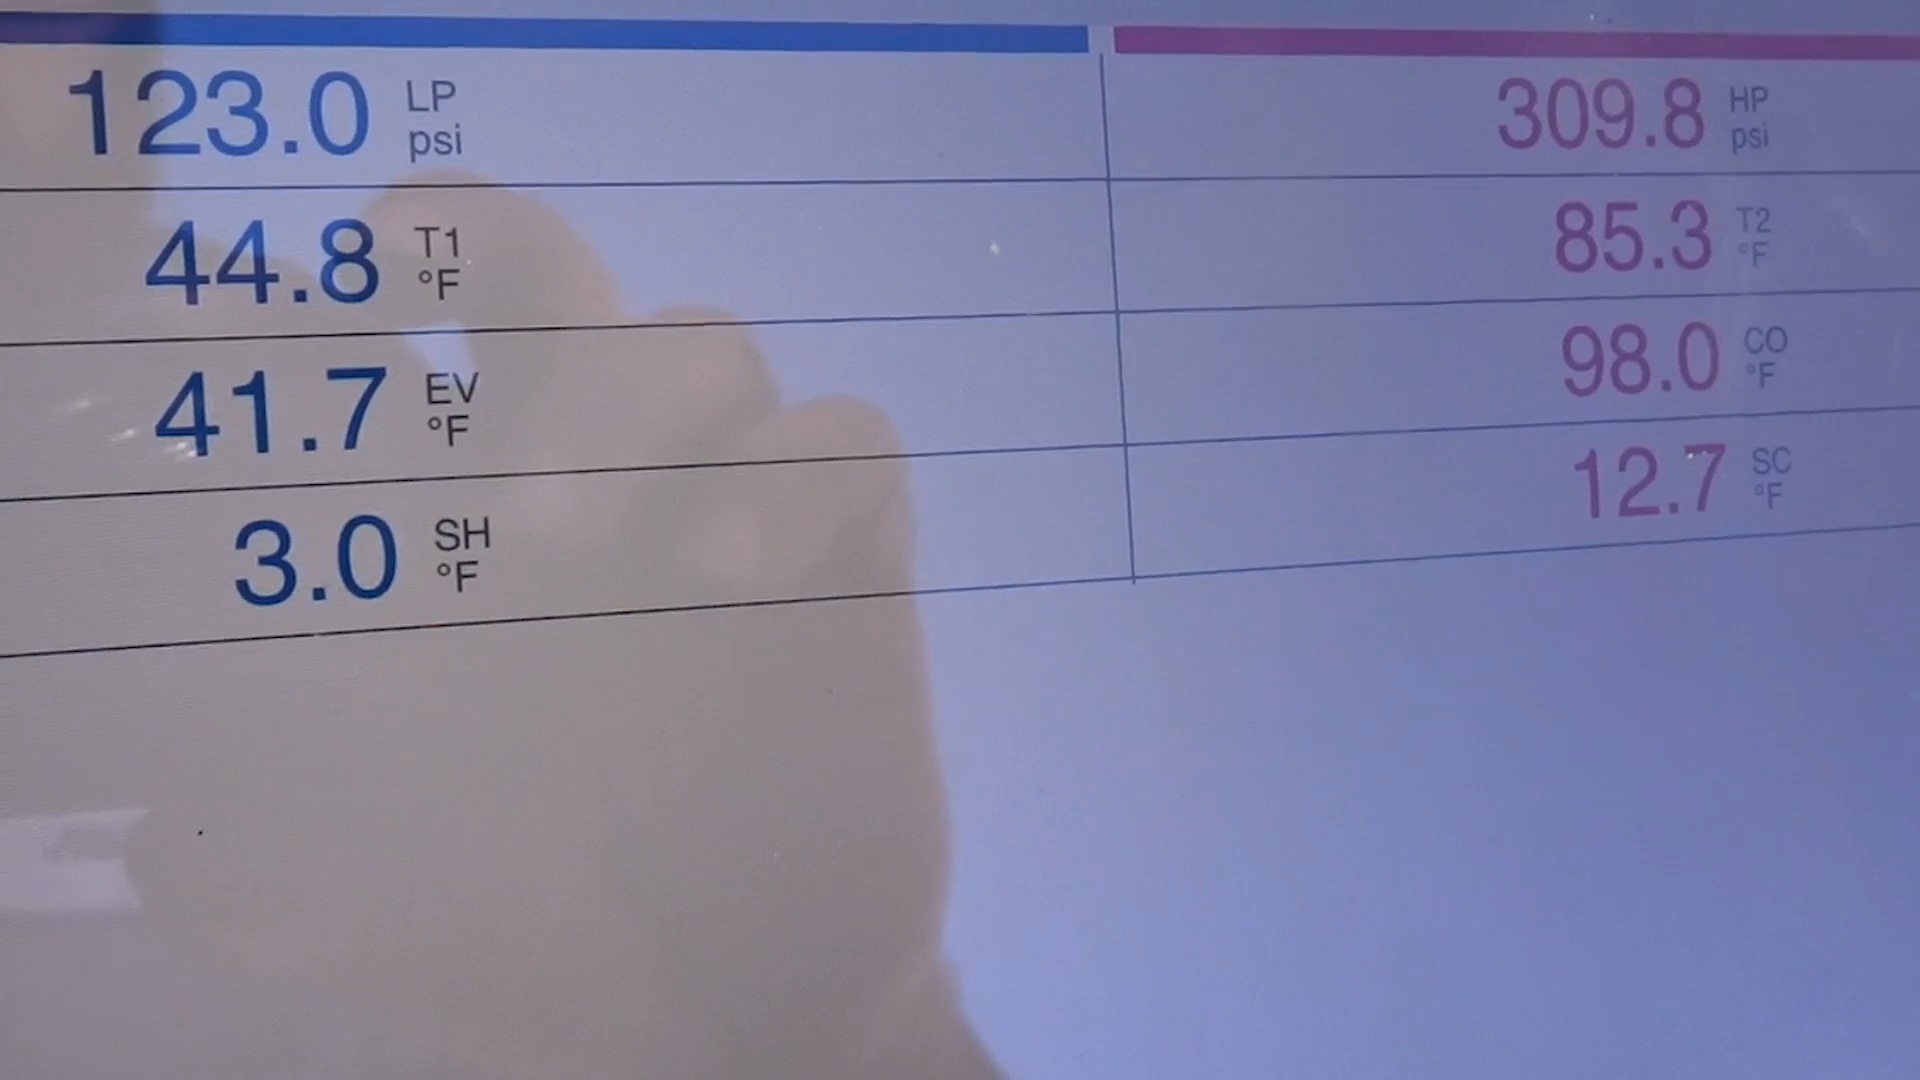 123.0 LP psi
309.8 HP psi
44.8 T1 °F
85.3 T2 °F
41.7 EV °F
98.0 CO °F
3.0 SH °F
12.7 SC °F